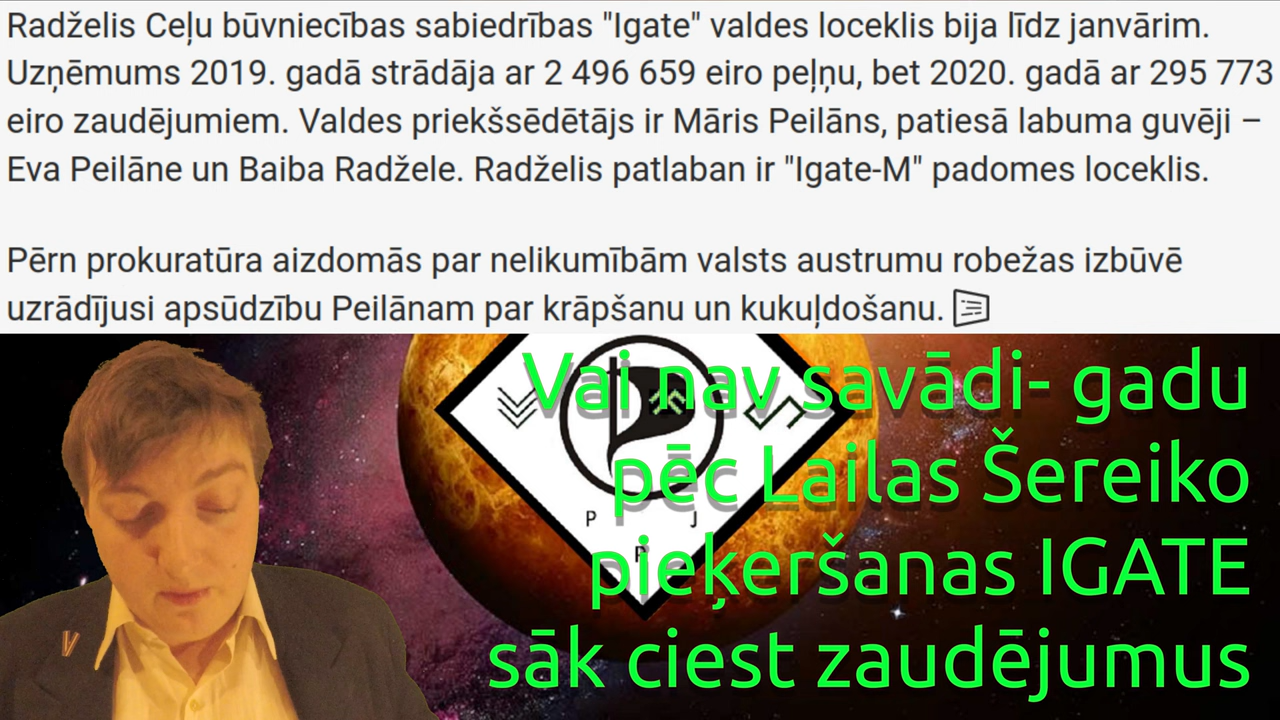 Radželis Ceļu būvniecības sabiedrības "Igate" valdes loceklis bija līdz janvārim.
Uzņēmums 2019. gadā strādāja ar 2 496 659 eiro peļņu, bet 2020. gadā ar 295 773
eiro zaudējumiem. Valdes priekšsēdētājs ir Māris Peilāns, patiesā labuma guvēji –
Eva Peilāne un Baiba Radžele. Radželis patlaban ir "Igate-M" padomes loceklis.
Pērn prokuratūra aizdomās par nelikumībām valsts austrumu robežas izbūvē
uzrādījusi apsūdzību Peilānam par krāpšanu un kukuļdošanu.
Vai nav savādi- gadu
pēc Lailas Šereiko
pieķeršanas IGATE
sāk ciest zaudējumus
P J
P